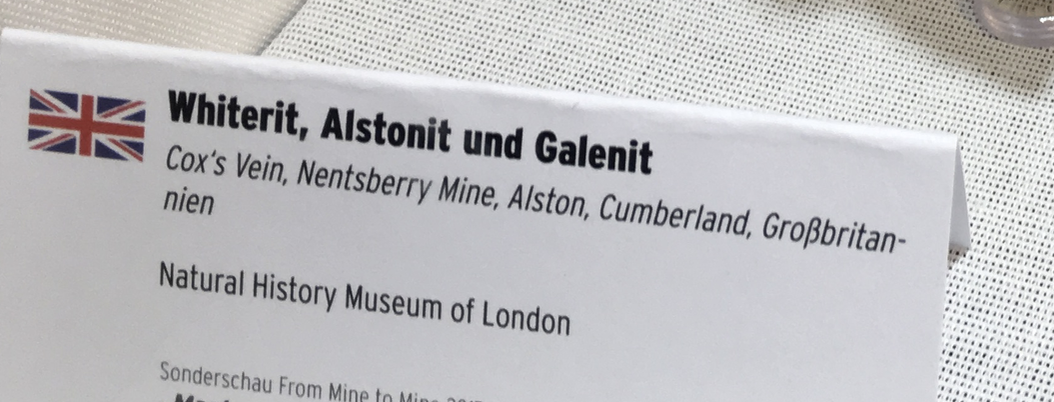 Whiterit, Alstonit und Galenit
Cox's Vein, Nentsberry Mine, Alston, Cumberland, Großbritan-
nien
Natural History Museum of London
Sonderschau From Mine to Mine